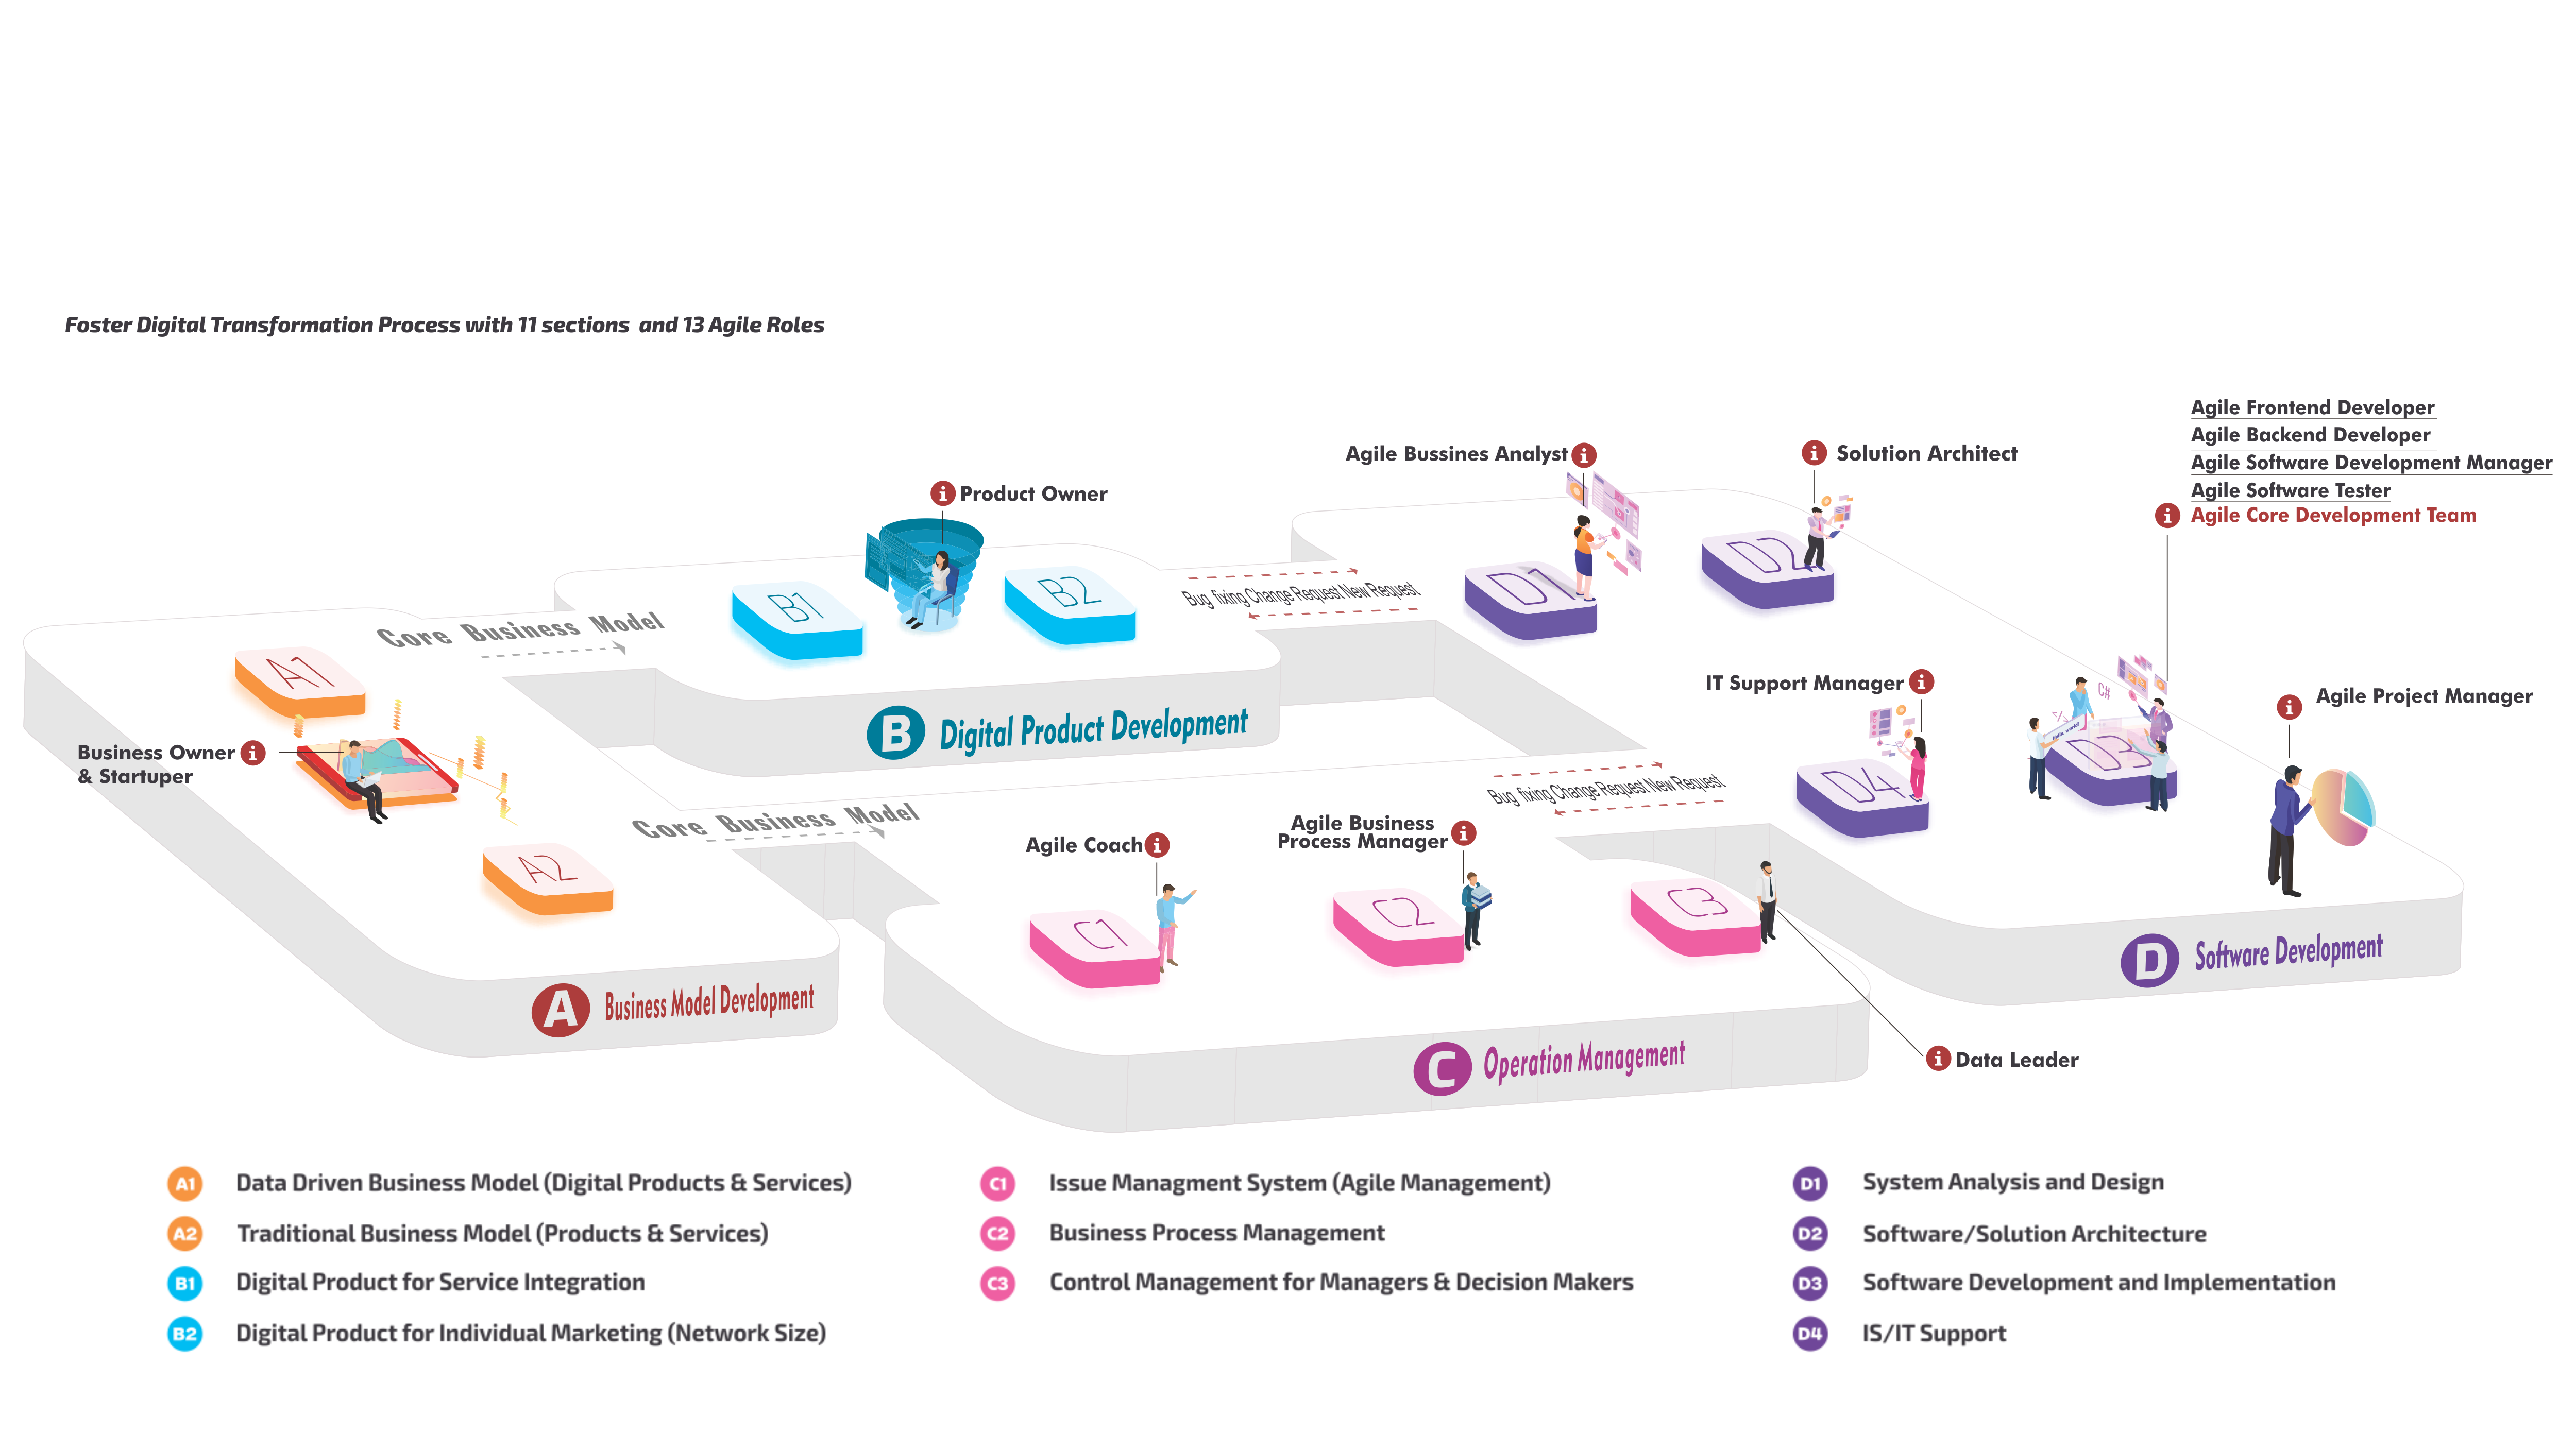 Foster Digital Transformation Process with 11 sections and 13 Agile Roles
Agile Frontend Developer
Agile Backend Developer
Agile Software Development Manager
Agile Software Tester
Agile Core Development Team
Agile Bussines Analyst
Solution Architect
Product Owner
D1
D2
B1
B2
Bug fixing Change Request New Request
Core Business Model
A1
IT Support Manager
Agile Project Manager
C#
</>
Hello world
D3
D4
B Digital Product Development
Business Owner
& Startuper
Bug fixing Change Request New Request
Core Business Model
Agile Coach
Agile Business
Process Manager
A2
C1
C2
C3
D Software Development
A Business Model Development
C Operation Management
Data Leader
A1 Data Driven Business Model (Digital Products & Services)
A2 Traditional Business Model (Products & Services)
B1 Digital Product for Service Integration
B2 Digital Product for Individual Marketing (Network Size)
C1 Issue Managment System (Agile Management)
C2 Business Process Management
C3 Control Management for Managers & Decision Makers
D1 System Analysis and Design
D2 Software/Solution Architecture
D3 Software Development and Implementation
D4 IS/IT Support